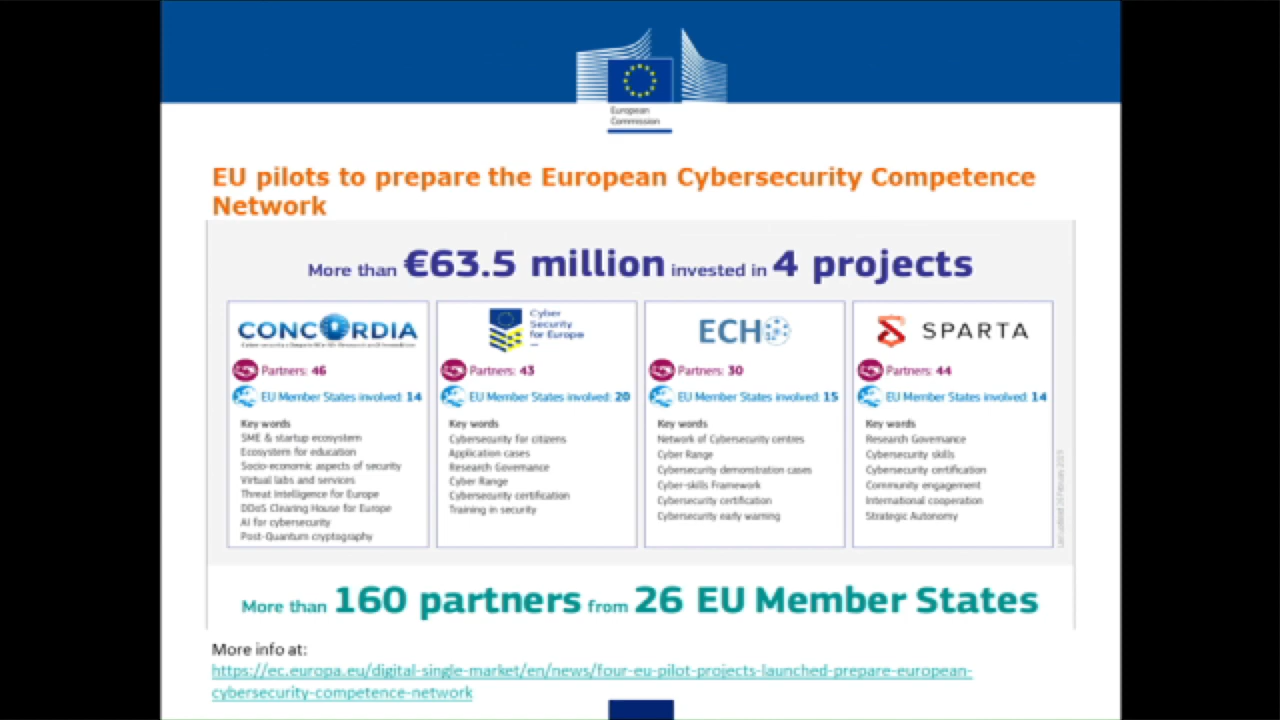 European
Commission
EU pilots to prepare the European Cybersecurity Competence
Network
More than €63.5 million invested in 4 projects
CONCORDIA
Partners: 46
EU Member States involved: 14
Key words
SME & startup ecosystem
Ecosystem for education
Socio-economic aspects of security
Virtual labs and services
Threat Intelligence for Europe
DDoS Clearing House for Europe
AI for cybersecurity
Post-Quantum cryptography
Cyber
Security
for Europe
Partners: 43
EU Member States involved: 20
Key words
Cybersecurity for citizens
Application cases
Research Governance
Cyber Range
Cybersecurity certification
Training in security
ECHO
Partners: 30
EU Member States involved: 15
Key words
Network of Cybersecurity centres
Cyber Range
Cybersecurity demonstration cases
Cyber-skills Framework
Cybersecurity certification
Cybersecurity early warning
SPARTA
Partners: 44
EU Member States involved: 14
Key words
Research Governance
Cybersecurity skills
Cybersecurity certification
Community engagement
International cooperation
Strategic Autonomy
More than 160 partners from 26 EU Member States
More info at:
https://ec.europa.eu/digital-single-market/en/news/four-eu-pilot-projects-launched-prepare-european-
cybersecurity-competence-network